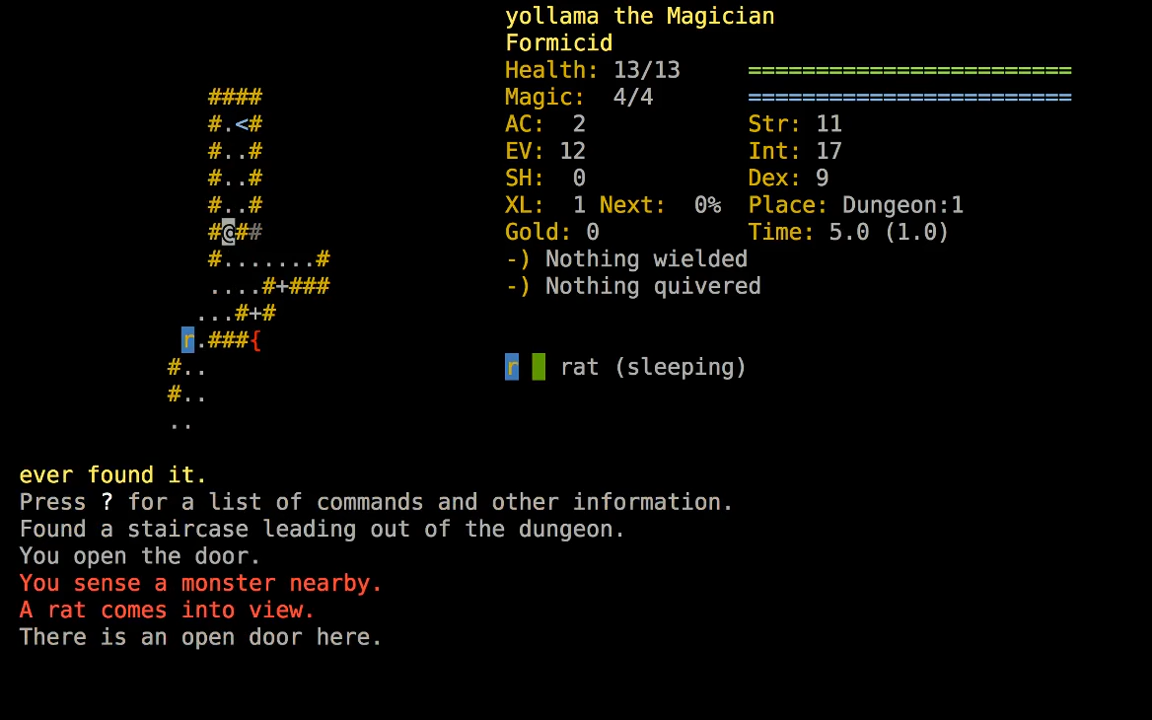 yollama the Magician
Formicid
Health: 13/13 ========================
Magic: 4/4 ========================
AC: 2 Str: 11
EV: 12 Int: 17
SH: 0 Dex: 9
XL: 1 Next: 0% Place: Dungeon:1
Gold: 0 Time: 5.0 (1.0)
-) Nothing wielded
-) Nothing quivered
r rat (sleeping)
####
#.<#
#..#
#..#
#..#
#@##
#.......#
....#+###
...#+#
r.###{
#..
#..
..
ever found it.
Press ? for a list of commands and other information.
Found a staircase leading out of the dungeon.
You open the door.
You sense a monster nearby.
A rat comes into view.
There is an open door here.